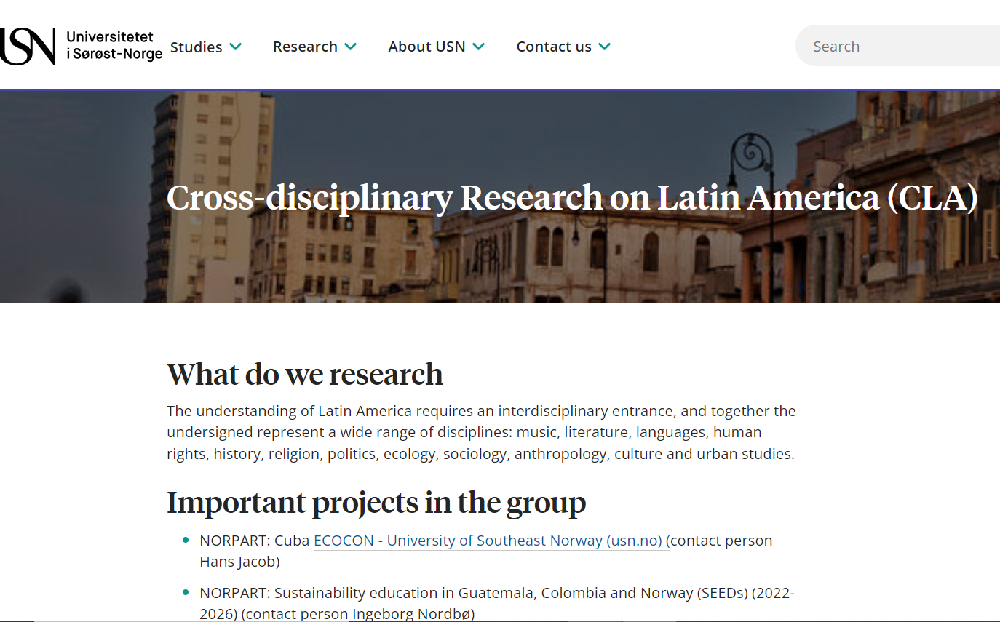 USN Universitetet
i Sørøst-Norge
Studies
Research
About USN
Contact us
Search
Cross-disciplinary Research on Latin America (CLA)
What do we research
The understanding of Latin America requires an interdisciplinary entrance, and together the
undersigned represent a wide range of disciplines: music, literature, languages, human
rights, history, religion, politics, ecology, sociology, anthropology, culture and urban studies.
Important projects in the group
NORPART: Cuba ECOCON - University of Southeast Norway (usn.no) (contact person
Hans Jacob)
NORPART: Sustainability education in Guatemala, Colombia and Norway (SEEDs) (2022-
2026) (contact person Ingeborg Nordbø)